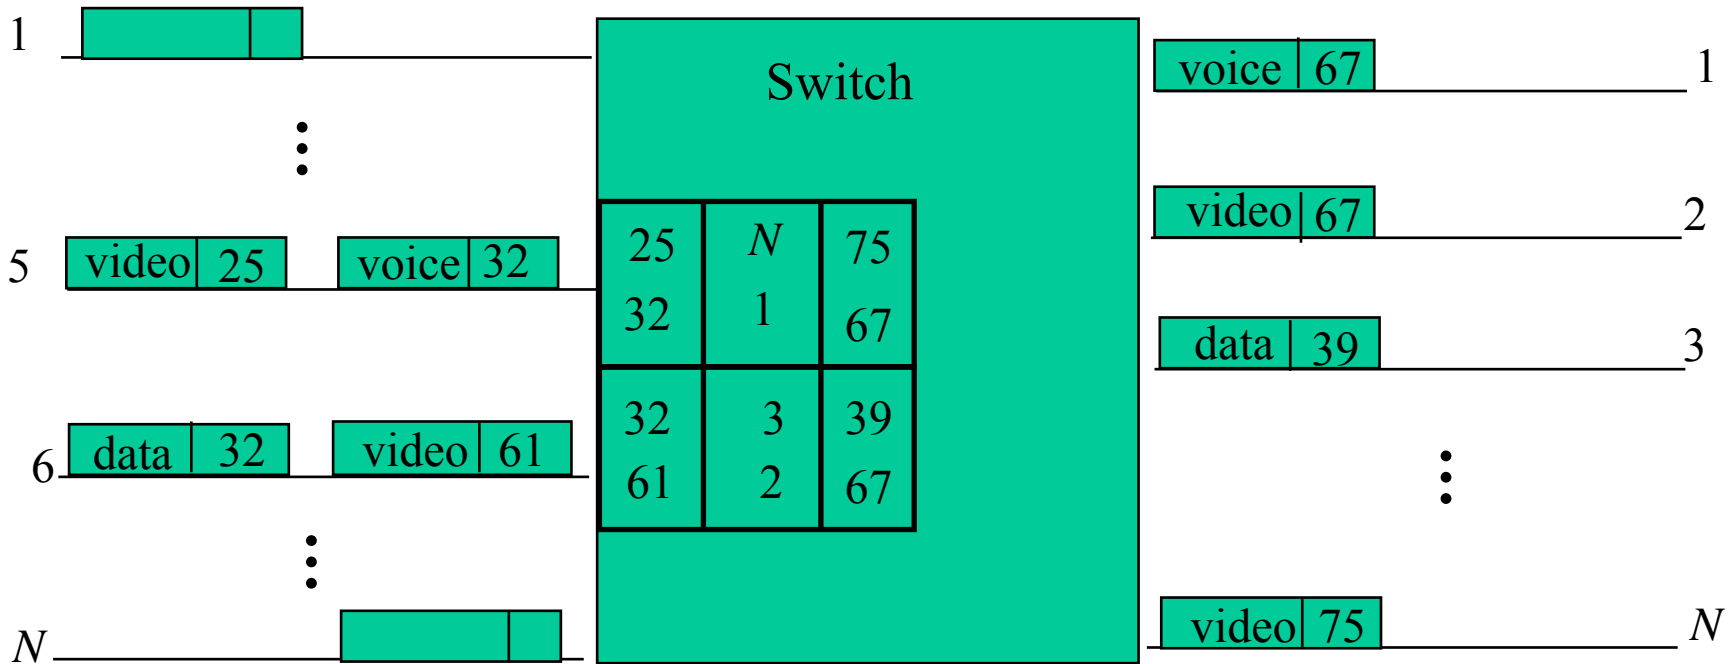 1
Switch
voice 67
1
video 67
2
5
video 25
voice 32
25 N 75
32 1 67
data 39
3
6
data 32
video 61
32 3 39
61 2 67
N
video 75
N